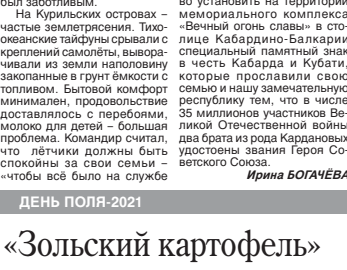 был заботливым.
На Курильских островах –
частые землетрясения. Тихо-
океанские тайфуны срывали с
креплений самолёты, вывора-
чивали из земли наполовину
закопанные в грунт ёмкости с
топливом. Бытовой комфорт
минимален, продовольствие
доставлялось с перебоями,
молоко для детей – большая
проблема. Командир считал,
что лётчики должны быть
спокойны за свои семьи –
«чтобы всё было на службе
во установить на территории
мемориального комплекса
«Вечный огонь славы» в сто-
лице Кабардино-Балкарии
специальный памятный знак
в честь Кабарда и Кубати,
которые прославили свою
семью и нашу замечательную
республику тем, что в числе
35 миллионов участников Ве-
ликой Отечественной войны
два брата из рода Кардановых
удостоены звания Героя Со-
ветского Союза.
Ирина БОГАЧЁВА
ДЕНЬ ПОЛЯ-2021
«Зольский картофель»